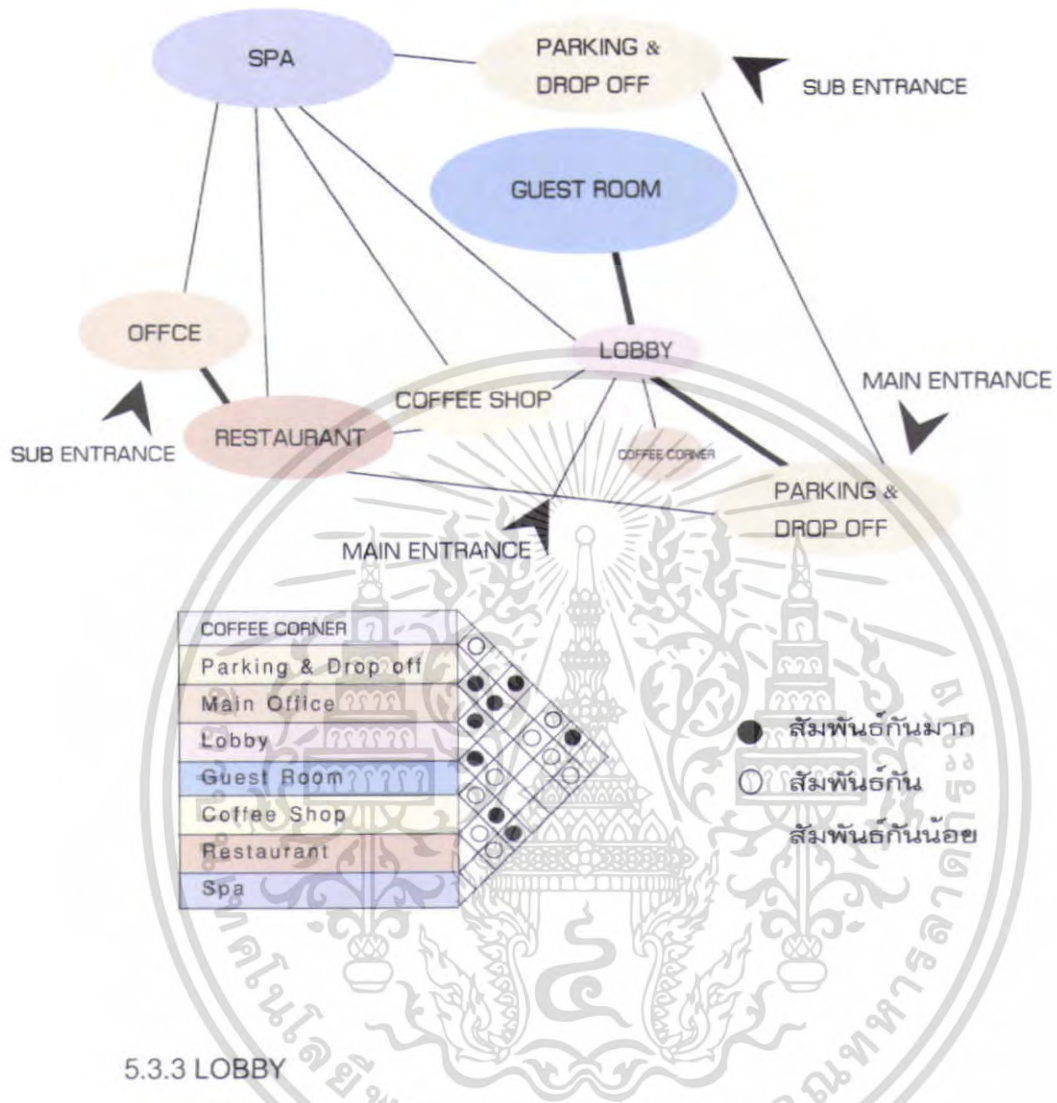 SPA
PARKING &
DROP OFF
SUB ENTRANCE
GUEST ROOM
OFFCE
LOBBY
MAIN ENTRANCE
COFFEE SHOP
SUB ENTRANCE
RESTAURANT
COFFEE CORNER
PARKING &
DROP OFF
MAIN ENTRANCE
COFFEE CORNER
Parking & Drop off
Main Office
Lobby
Guest Room
Coffee Shop
Restaurant
Spa
สัมพันธ์กันมาก
สัมพันธ์กัน
สัมพันธ์กันน้อย
5.3.3 LOBBY